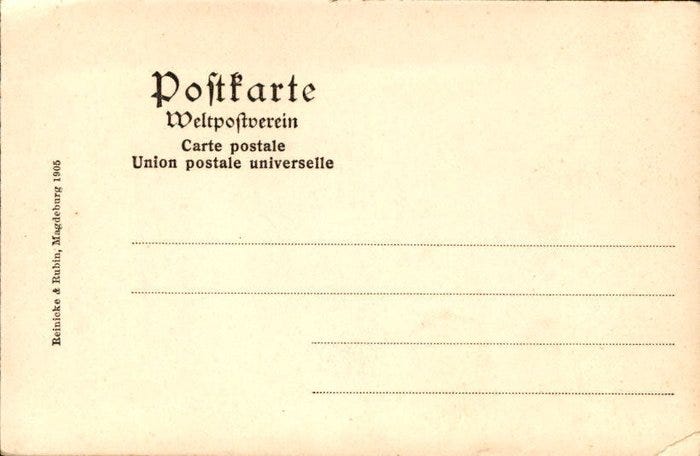 Poſtkarte
Weltpoſtverein
Carte postale
Union postale universelle
Reinicke & Rubin, Magdeburg 1905